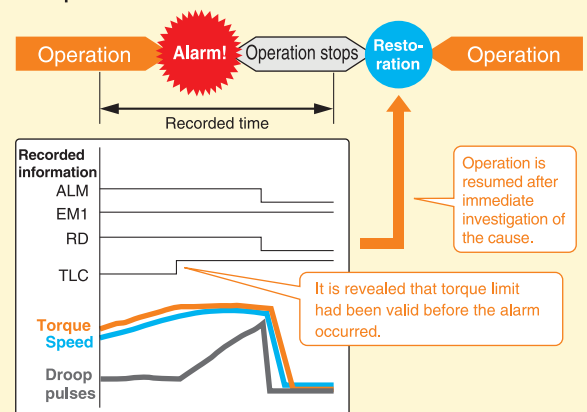 Operation
Alarm!
Operation stops
Resto-
ration
Operation
Recorded time
Recorded
information
ALM
EM1
RD
TLC
Torque
Speed
Droop
pulses
Operation is
resumed after
immediate
investigation of
the cause.
It is revealed that torque limit
had been valid before the alarm
occurred.